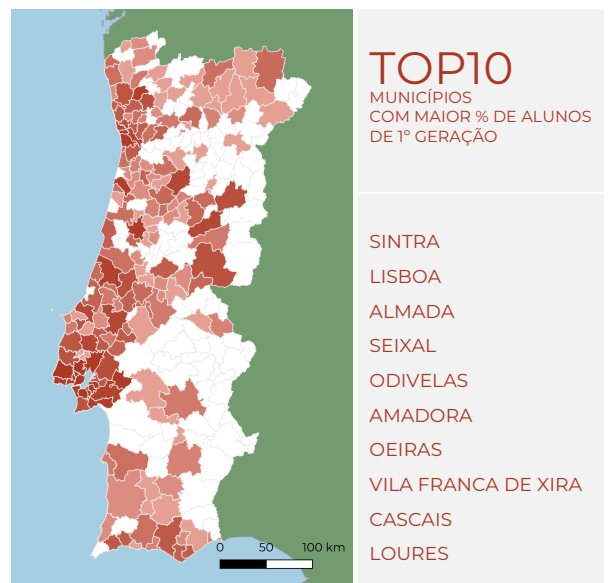 TOP10
MUNICÍPIOS
COM MAIOR % DE ALUNOS
DE 1º GERAÇÃO
SINTRA
LISBOA
ALMADA
SEIXAL
ODIVELAS
AMADORA
OEIRAS
VILA FRANCA DE XIRA
CASCAIS
LOURES
0 50 100 km